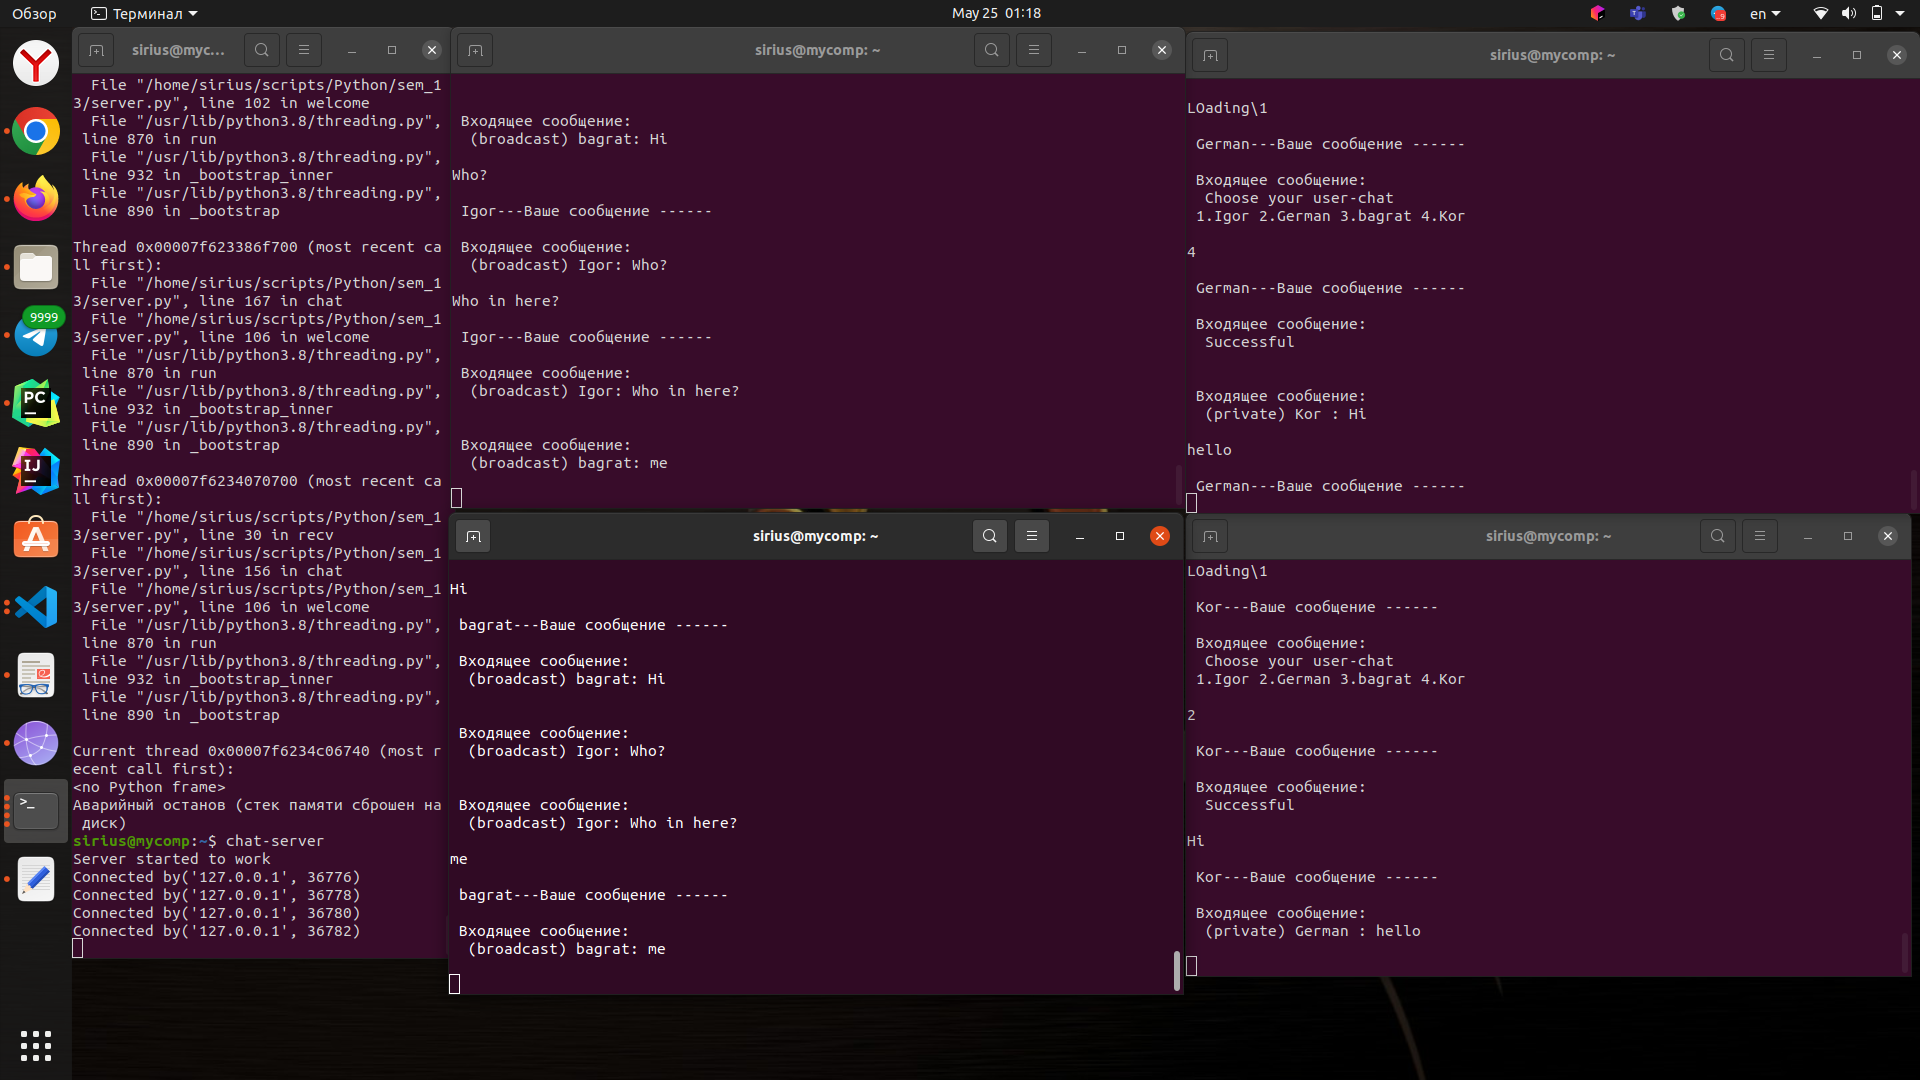 Обзор
Терминал
May 25 01:18
en
9999
PC
IJ
>_
sirius@myc...
File "/home/sirius/scripts/Python/sem_1
3/server.py", line 102 in welcome
File "/usr/lib/python3.8/threading.py",
line 870 in run
File "/usr/lib/python3.8/threading.py",
line 932 in _bootstrap_inner
File "/usr/lib/python3.8/threading.py",
line 890 in _bootstrap
Thread 0x00007f623386f700 (most recent ca
ll first):
File "/home/sirius/scripts/Python/sem_1
3/server.py", line 167 in chat
File "/home/sirius/scripts/Python/sem_1
3/server.py", line 106 in welcome
File "/usr/lib/python3.8/threading.py",
line 870 in run
File "/usr/lib/python3.8/threading.py",
line 932 in _bootstrap_inner
File "/usr/lib/python3.8/threading.py",
line 890 in _bootstrap
Thread 0x00007f6234070700 (most recent ca
ll first):
File "/home/sirius/scripts/Python/sem_1
3/server.py", line 30 in recv
File "/home/sirius/scripts/Python/sem_1
3/server.py", line 156 in chat
File "/home/sirius/scripts/Python/sem_1
3/server.py", line 106 in welcome
File "/usr/lib/python3.8/threading.py",
line 870 in run
File "/usr/lib/python3.8/threading.py",
line 932 in _bootstrap_inner
File "/usr/lib/python3.8/threading.py",
line 890 in _bootstrap
Current thread 0x00007f6234c06740 (most r
ecent call first):
<no Python frame>
Аварийный останов (стек памяти сброшен на
диск)
sirius@mycomp:~$ chat-server
Server started to work
Connected by('127.0.0.1', 36776)
Connected by('127.0.0.1', 36778)
Connected by('127.0.0.1', 36780)
Connected by('127.0.0.1', 36782)
sirius@mycomp: ~
Входящее сообщение:
(broadcast) bagrat: Hi
Who?
Igor---Ваше сообщение ------
Входящее сообщение:
(broadcast) Igor: Who?
Who in here?
Igor---Ваше сообщение ------
Входящее сообщение:
(broadcast) Igor: Who in here?
Входящее сообщение:
(broadcast) bagrat: me
sirius@mycomp: ~
LOading\1
German---Ваше сообщение ------
Входящее сообщение:
Choose your user-chat
1.Igor 2.German 3.bagrat 4.Kor
4
German---Ваше сообщение ------
Входящее сообщение:
Successful
Входящее сообщение:
(private) Kor : Hi
hello
German---Ваше сообщение ------
sirius@mycomp: ~
Hi
bagrat---Ваше сообщение ------
Входящее сообщение:
(broadcast) bagrat: Hi
Входящее сообщение:
(broadcast) Igor: Who?
Входящее сообщение:
(broadcast) Igor: Who in here?
me
bagrat---Ваше сообщение ------
Входящее сообщение:
(broadcast) bagrat: me
sirius@mycomp: ~
LOading\1
Kor---Ваше сообщение ------
Входящее сообщение:
Choose your user-chat
1.Igor 2.German 3.bagrat 4.Kor
2
Kor---Ваше сообщение ------
Входящее сообщение:
Successful
Hi
Kor---Ваше сообщение ------
Входящее сообщение:
(private) German : hello